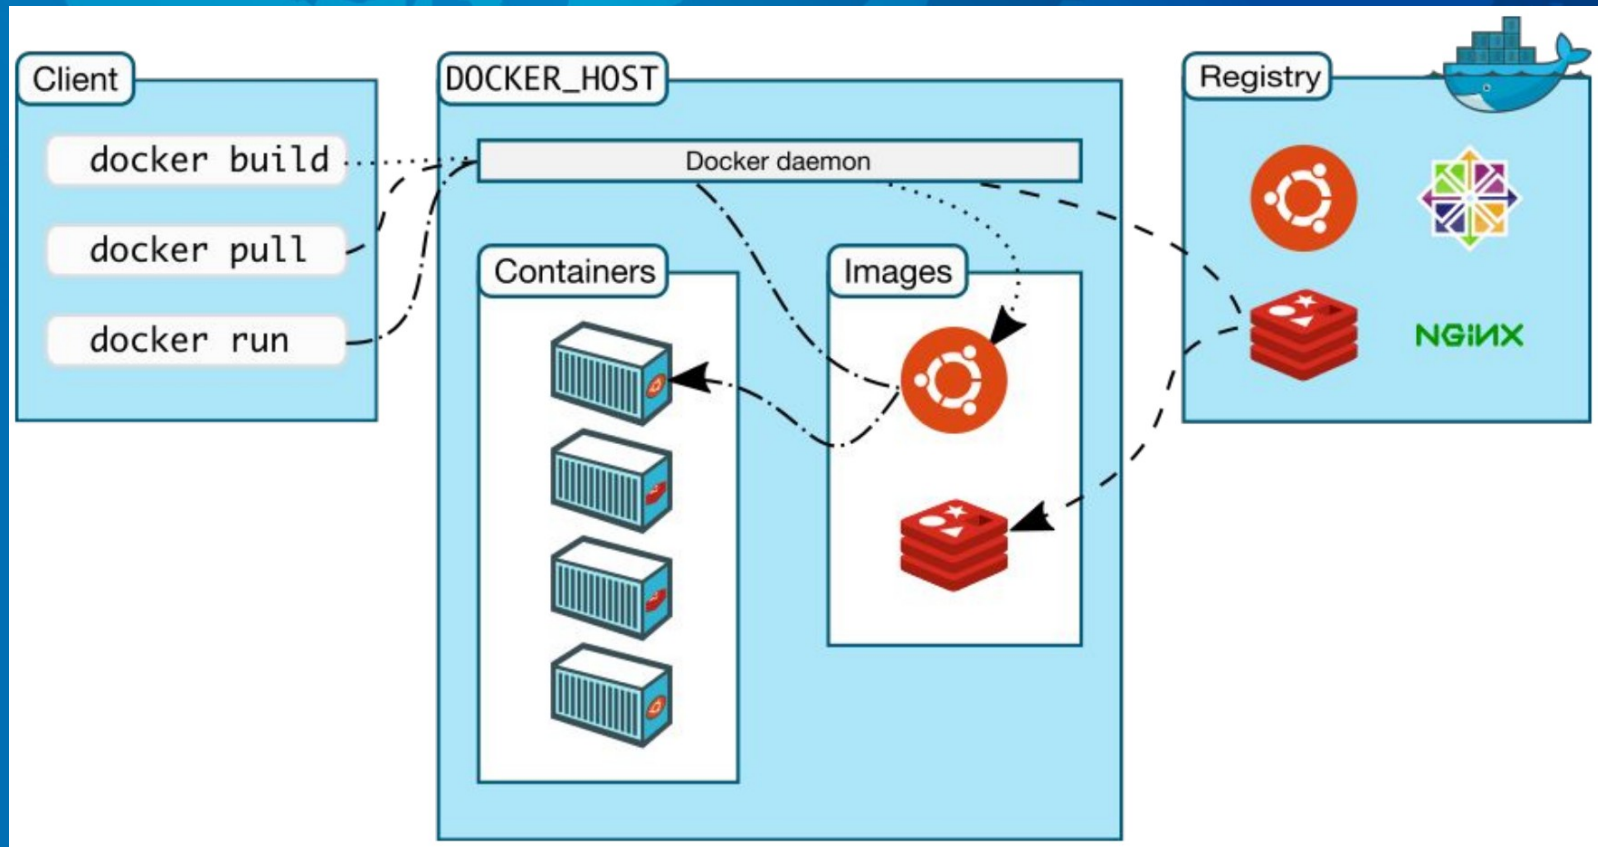 Client
docker build
docker pull
docker run
DOCKER_HOST
Docker daemon
Containers
Images
Registry
NGiNX